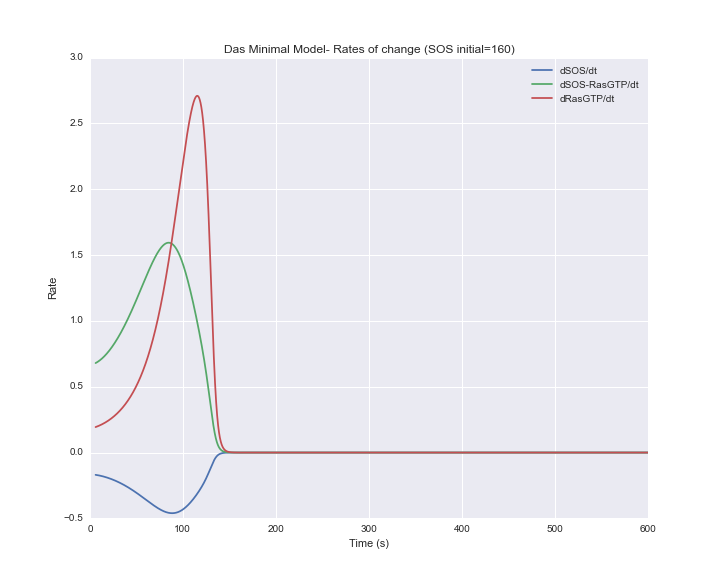 Das Minimal Model- Rates of change (SOS initial=160)
3.0
2.5
2.0
1.5
1.0
0.5
0.0
−0.5
Rate
dSOS/dt
dSOS-RasGTP/dt
dRasGTP/dt
0 100 200 300 400 500 600
Time (s)